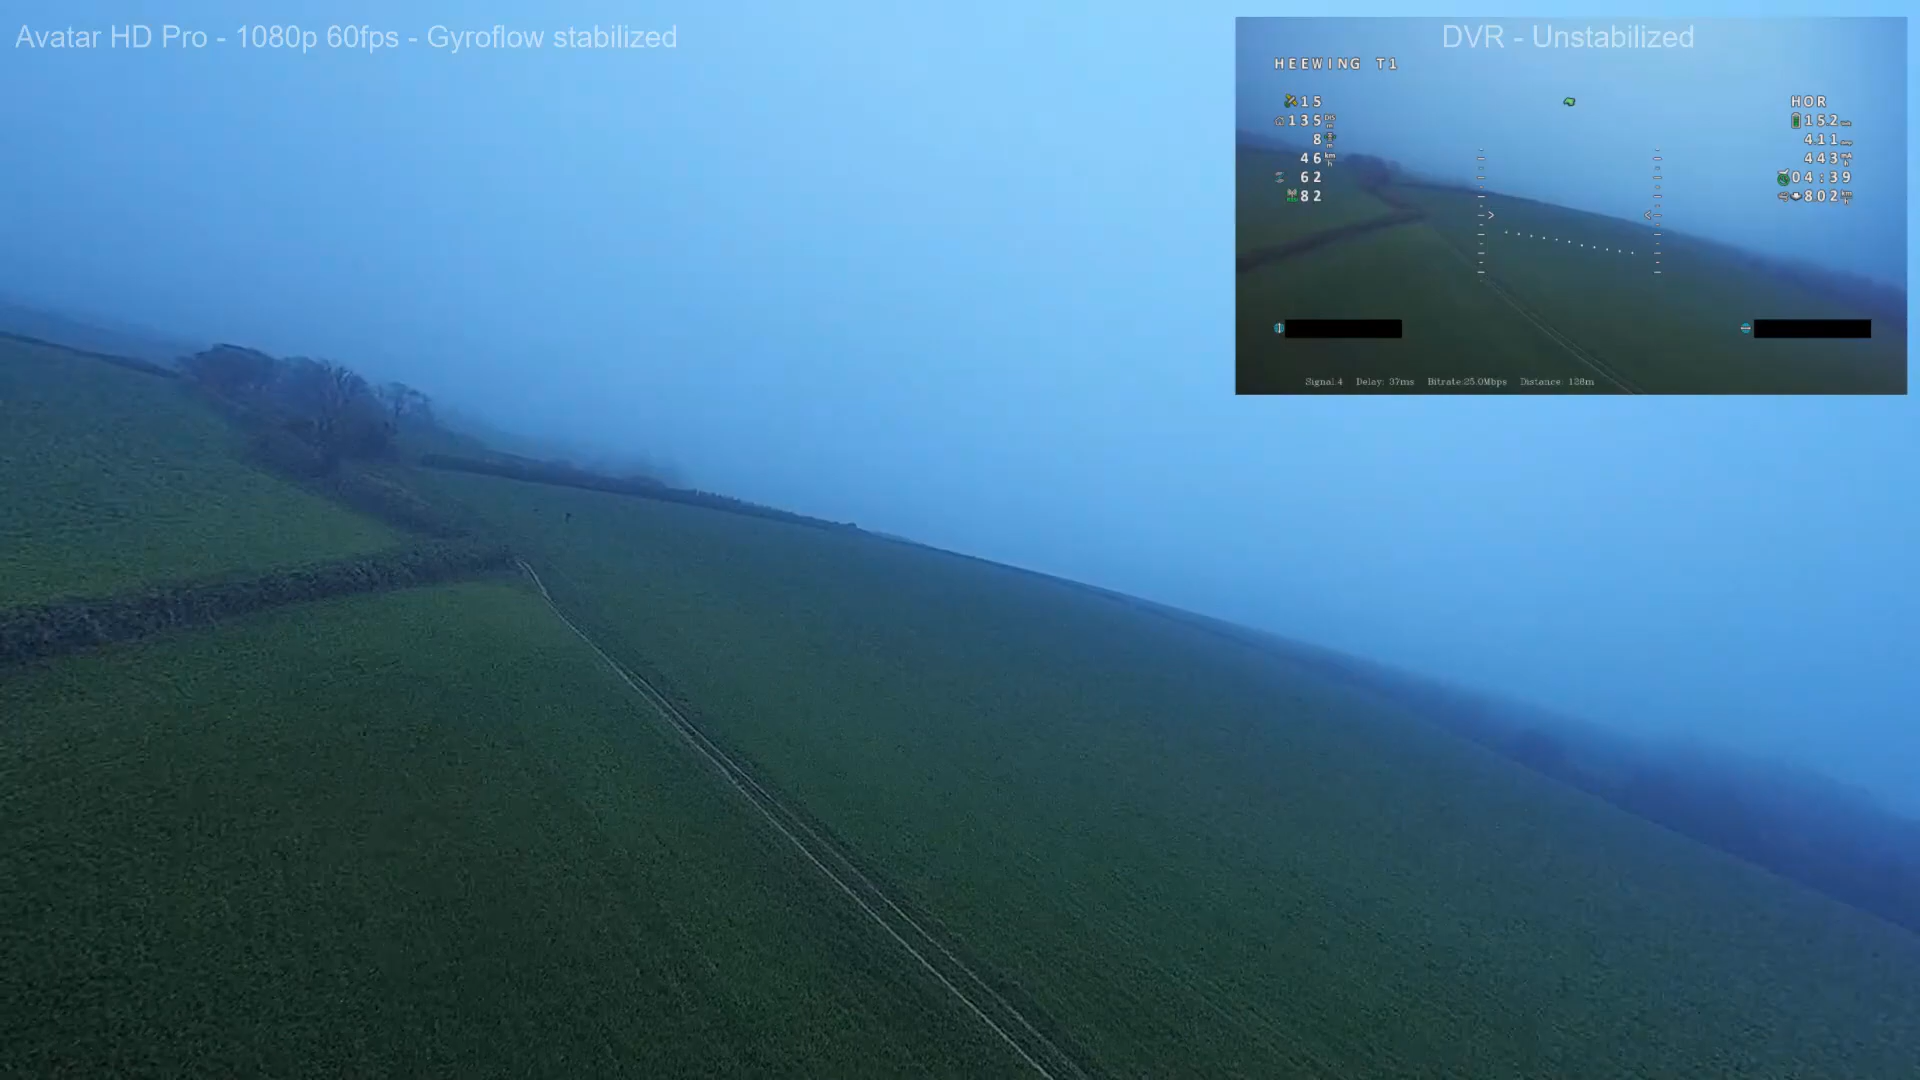 Avatar HD Pro - 1080p 60fps - Gyroflow stabilized
DVR - Unstabilized
HEEWING T1
15
HOR
135
152
8
411
46 km/h
443
62
04:39
82
802
Signal:4 Delay: 37ms Bitrate:25.0Mbps Distance: 138m